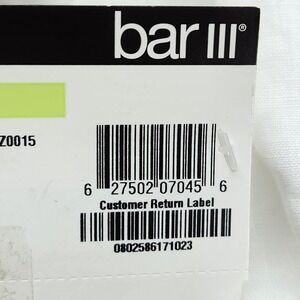 bar III®
Z0015
6 27502 07045 6
Customer Return Label
0802586171023